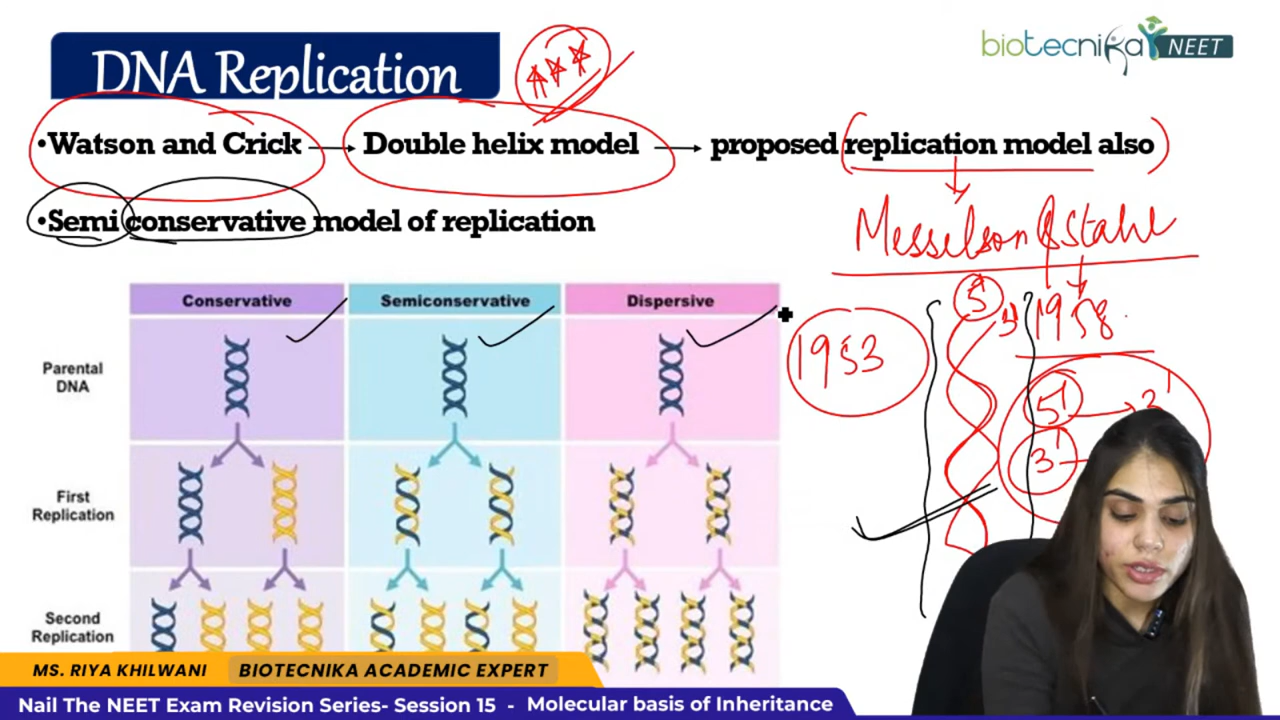 biotecnika NEET
DNA Replication
•Watson and Crick → Double helix model → proposed replication model also
Messelson & Stahl
•Semi conservative model of replication
Conservative Semiconservative Dispersive
5'
1958
1953
Parental
DNA
5' → 3'
3'
First
Replication
Second
Replication
MS. RIYA KHILWANI BIOTECNIKA ACADEMIC EXPERT
Nail The NEET Exam Revision Series- Session 15 - Molecular basis of Inheritance